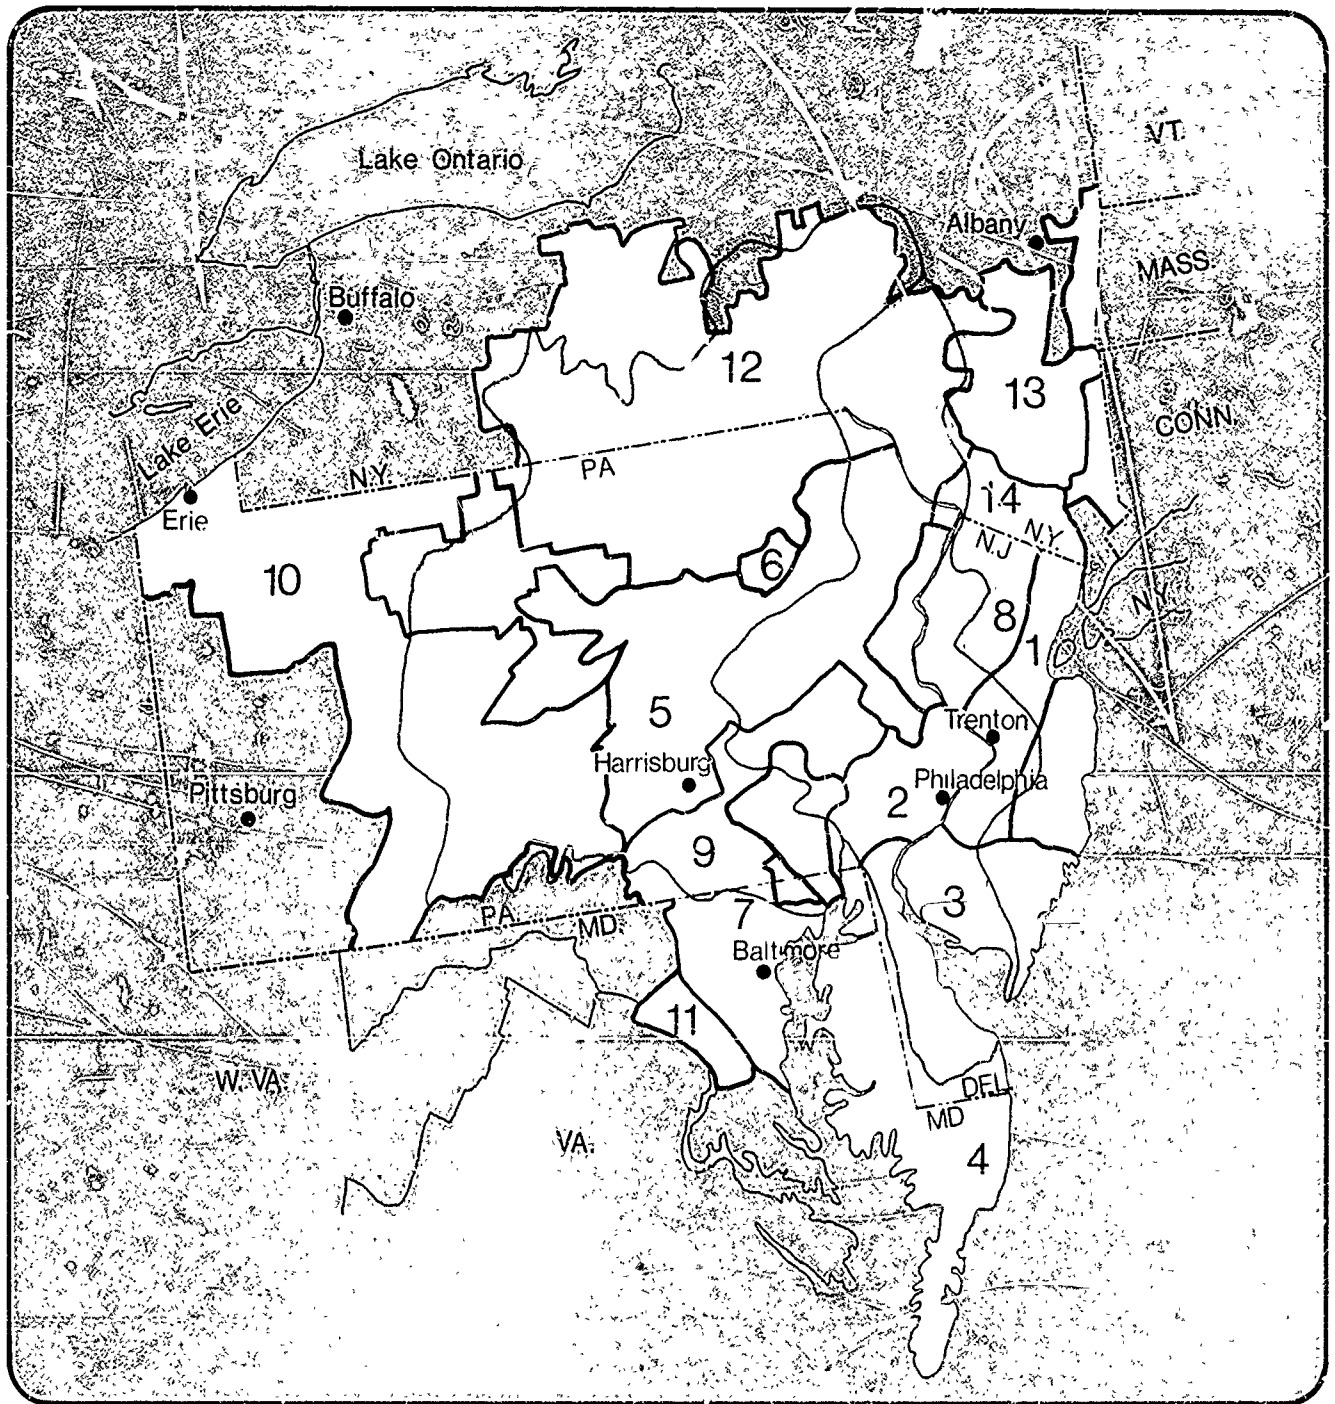 VT.
Lake Ontario
Albany
MASS
Buffalo
12
13
CONN.
Lake Erie
N.Y.
PA
14
Erie
N.J
N.Y.
10
6
8
N.Y.
1
5
Trenton
Harrisburg
Pittsburg
Philadelphia
2
9
3
PA
MD.
7
Baltimore
11
W. VA.
DEL
MD
VA.
4